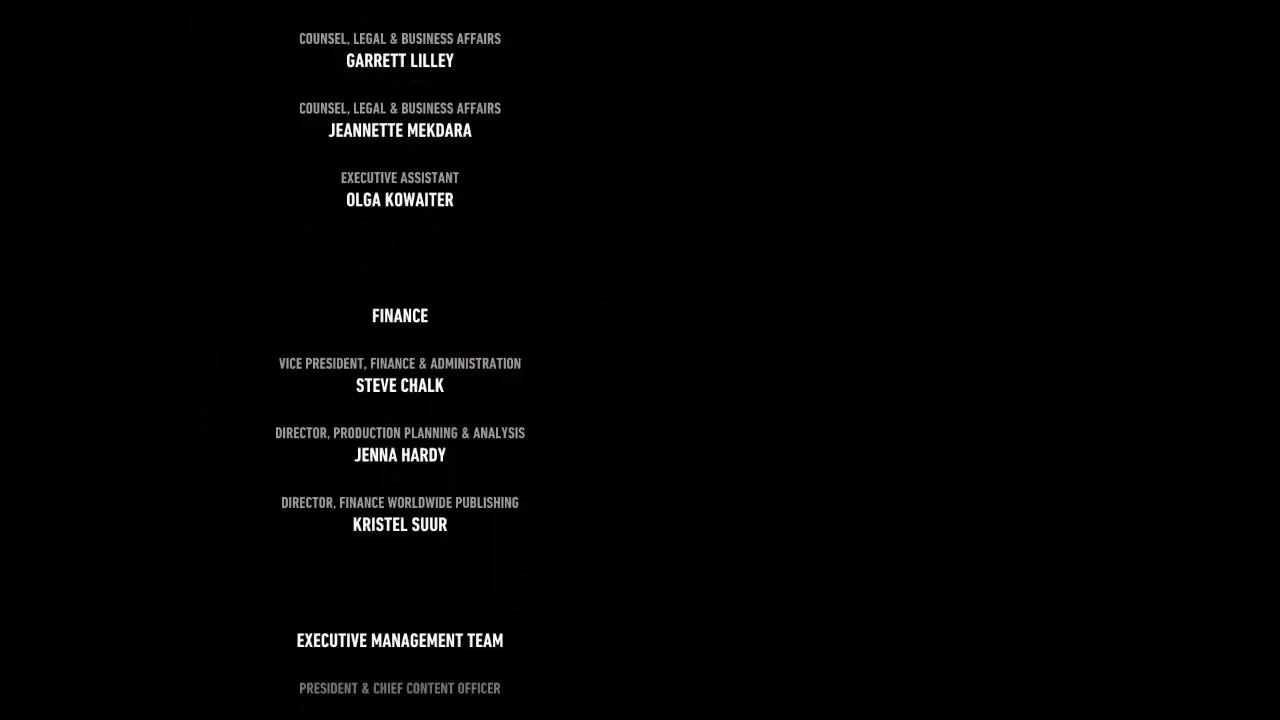 COUNSEL, LEGAL & BUSINESS AFFAIRS
GARRETT LILLEY
COUNSEL, LEGAL & BUSINESS AFFAIRS
JEANNETTE MEKDARA
EXECUTIVE ASSISTANT
OLGA KOWAITER
FINANCE
VICE PRESIDENT, FINANCE & ADMINISTRATION
STEVE CHALK
DIRECTOR, PRODUCTION PLANNING & ANALYSIS
JENNA HARDY
DIRECTOR, FINANCE WORLDWIDE PUBLISHING
KRISTEL SUUR
EXECUTIVE MANAGEMENT TEAM
PRESIDENT & CHIEF CONTENT OFFICER